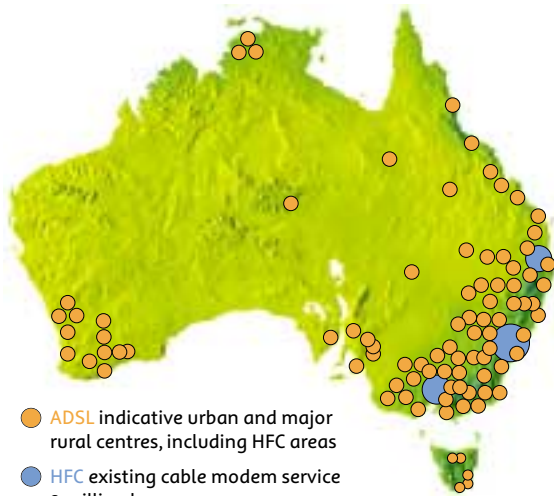 ADSL indicative urban and major
rural centres, including HFC areas
HFC existing cable modem service